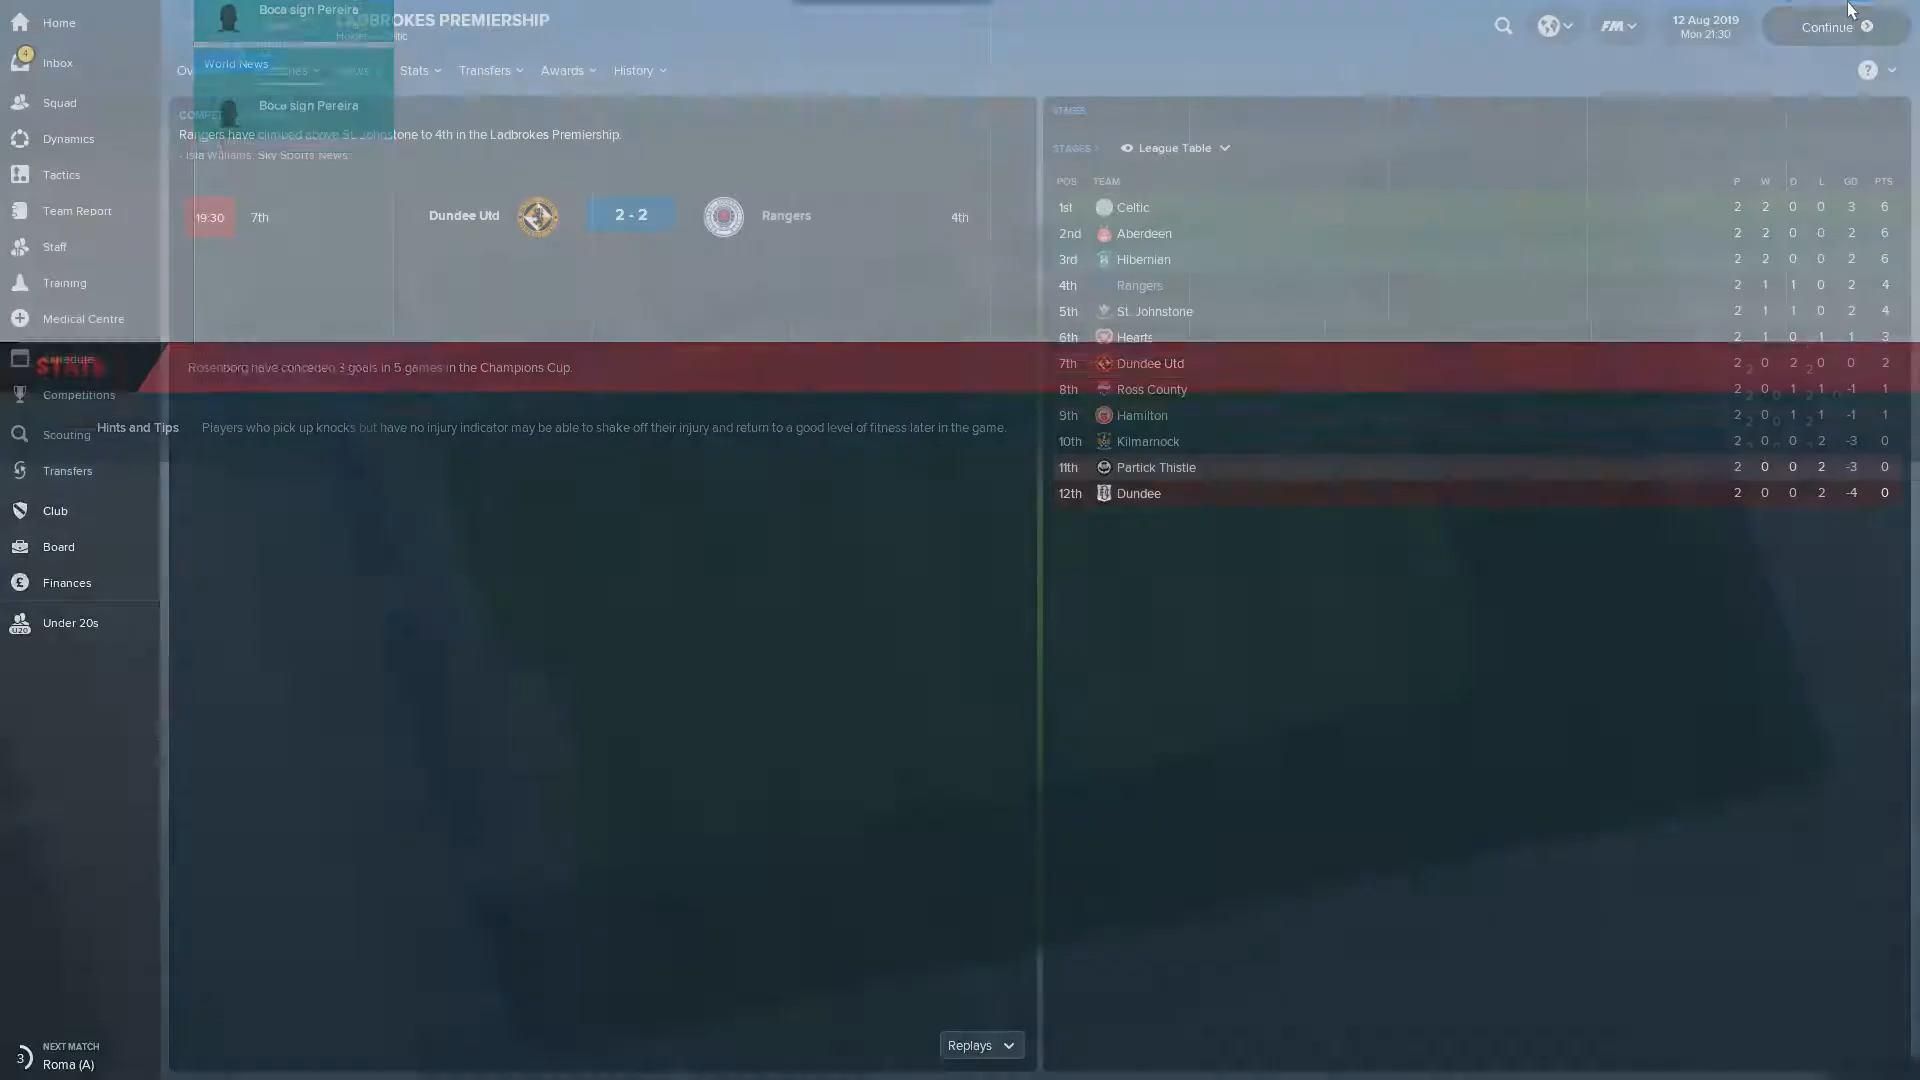 Home
Boca sign Pereira
OKES PREMIERSHIP
12 Aug 2019
Mon 21:30
Continue
4
Inbox
World News
Stats
Transfers
Awards
History
FM
?
Squad
Boca sign Pereira
STAGES
Rangers have climbed above St. Johnstone to 4th in the Ladbrokes Premiership.
- Isla Williams, Sky Sports News
Dynamics
STAGES >
League Table
Tactics
POS TEAM P W D L GD PTS
Team Report
19:30 7th Dundee Utd 2 - 2 Rangers 4th
1st Celtic 2 2 0 0 3 6
2nd Aberdeen 2 2 0 0 2 6
3rd Hibernian 2 2 0 0 2 6
4th Rangers 2 1 1 0 2 4
5th St. Johnstone 2 1 1 0 2 4
6th Hearts 2 1 0 1 1 3
7th Dundee Utd 2 0 2 0 0 2
8th Ross County 2 0 1 1 -1 1
9th Hamilton 2 0 1 1 -1 1
10th Kilmarnock 2 0 0 2 -3 0
11th Partick Thistle 2 0 0 2 -3 0
12th Dundee 2 0 0 2 -4 0
Staff
Training
Medical Centre
Schedule
Rosenborg have conceded 3 goals in 5 games in the Champions Cup.
Competitions
Scouting
Hints and Tips
Players who pick up knocks but have no injury indicator may be able to shake off their injury and return to a good level of fitness later in the game.
Transfers
Club
Board
Finances
U20
Under 20s
Replays
3
NEXT MATCH
Roma (A)